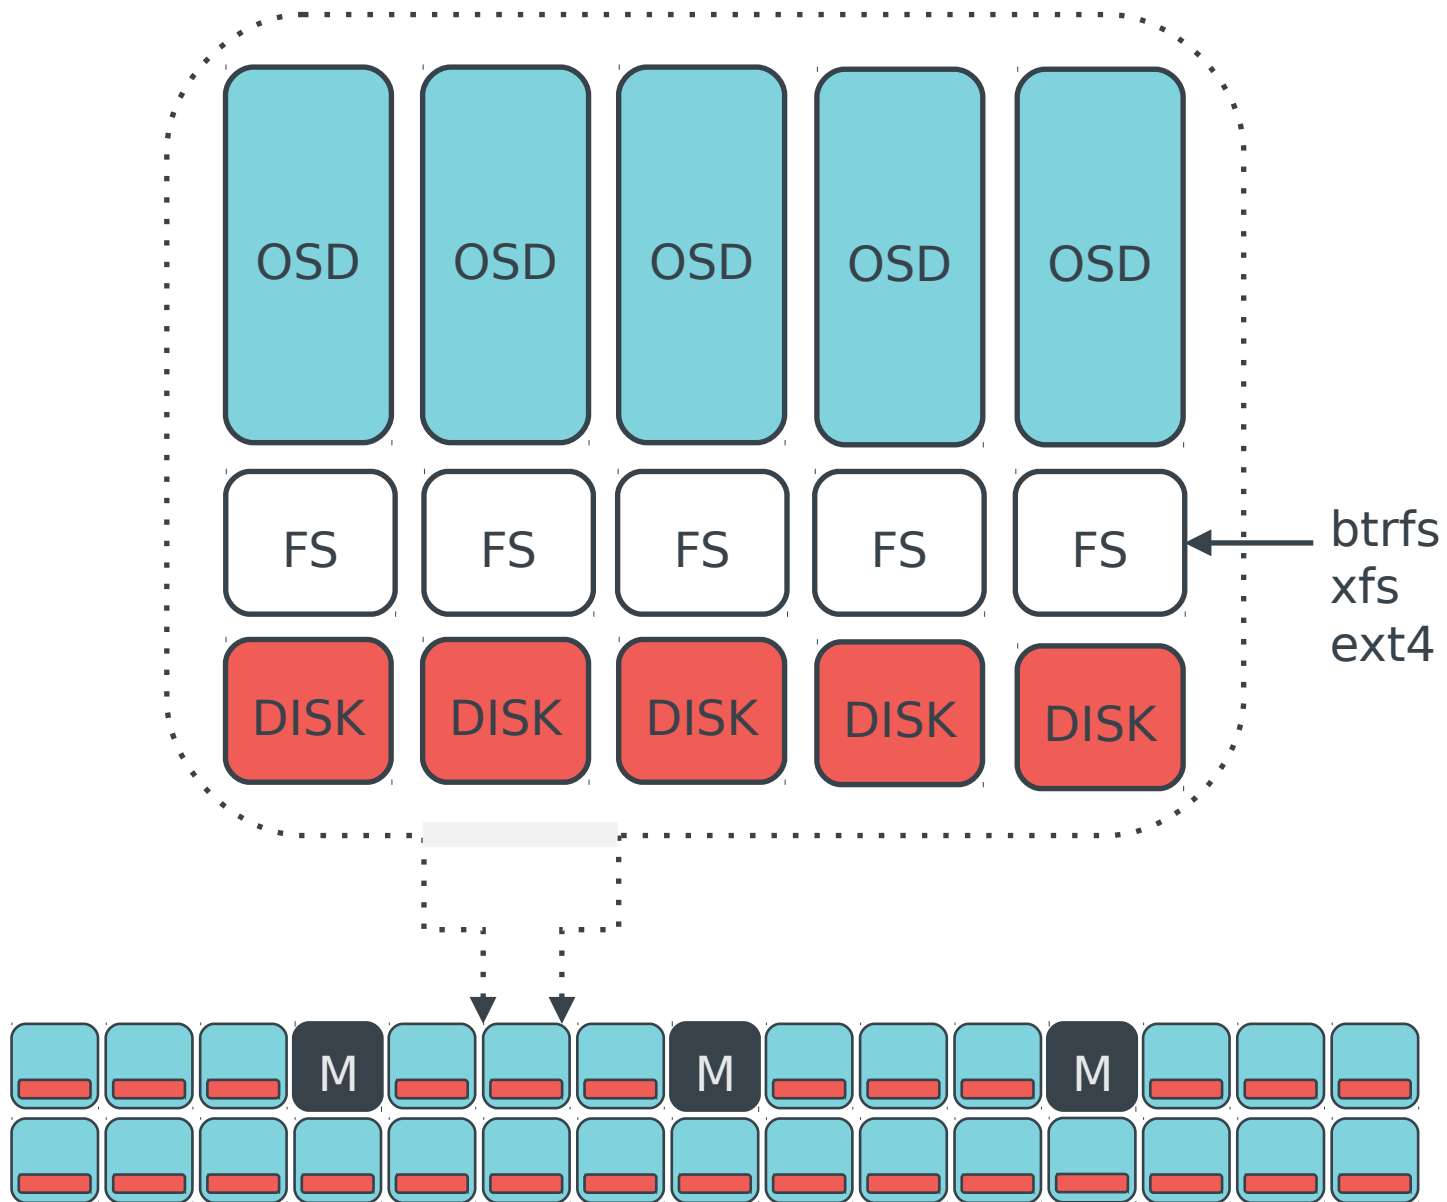 OSD OSD OSD OSD OSD
FS FS FS FS FS
btrfs
xfs
ext4
DISK DISK DISK DISK DISK
M M M